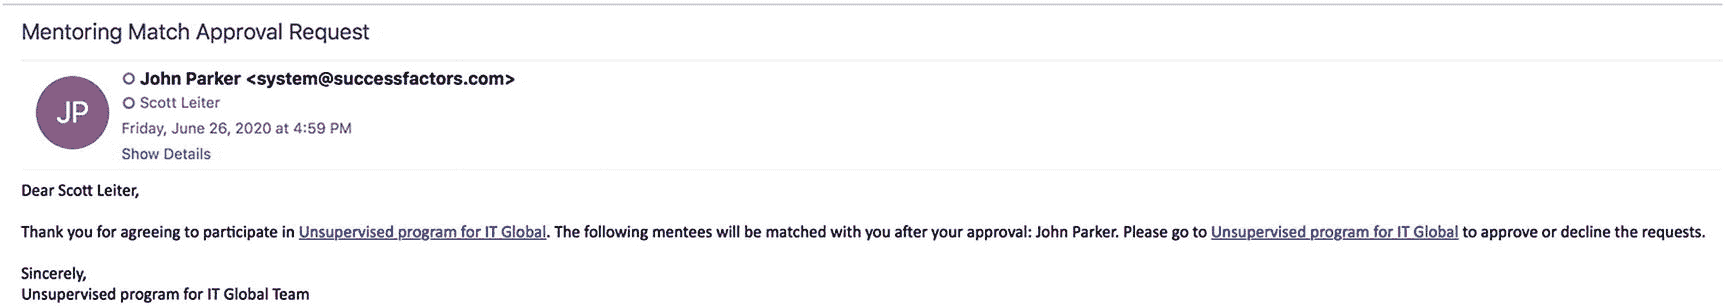 Mentoring Match Approval Request
JP
John Parker <system@successfactors.com>
Scott Leiter
Friday, June 26, 2020 at 4:59 PM
Show Details
Dear Scott Leiter,
Thank you for agreeing to participate in Unsupervised program for IT Global. The following mentees will be matched with you after your approval: John Parker. Please go to Unsupervised program for IT Global to approve or decline the requests.
Sincerely,
Unsupervised program for IT Global Team